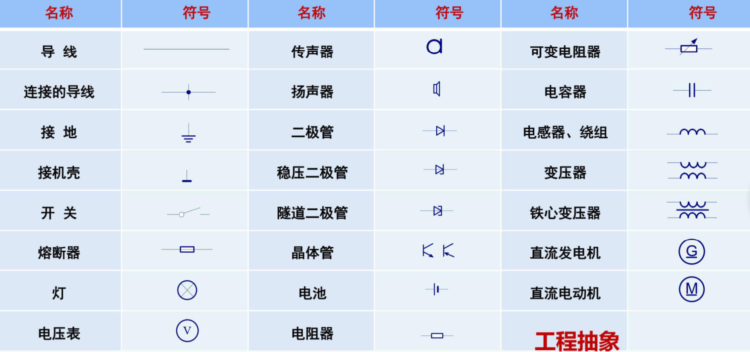 名称 符号 名称 符号 名称 符号
导 线 传声器 可变电阻器
连接的导线 扬声器 电容器
接 地 二极管 电感器、绕组
接机壳 稳压二极管 变压器
开 关 隧道二极管 铁心变压器
熔断器 晶体管 直流发电机 G
灯 电池 直流电动机 M
电压表 V 电阻器
工程抽象